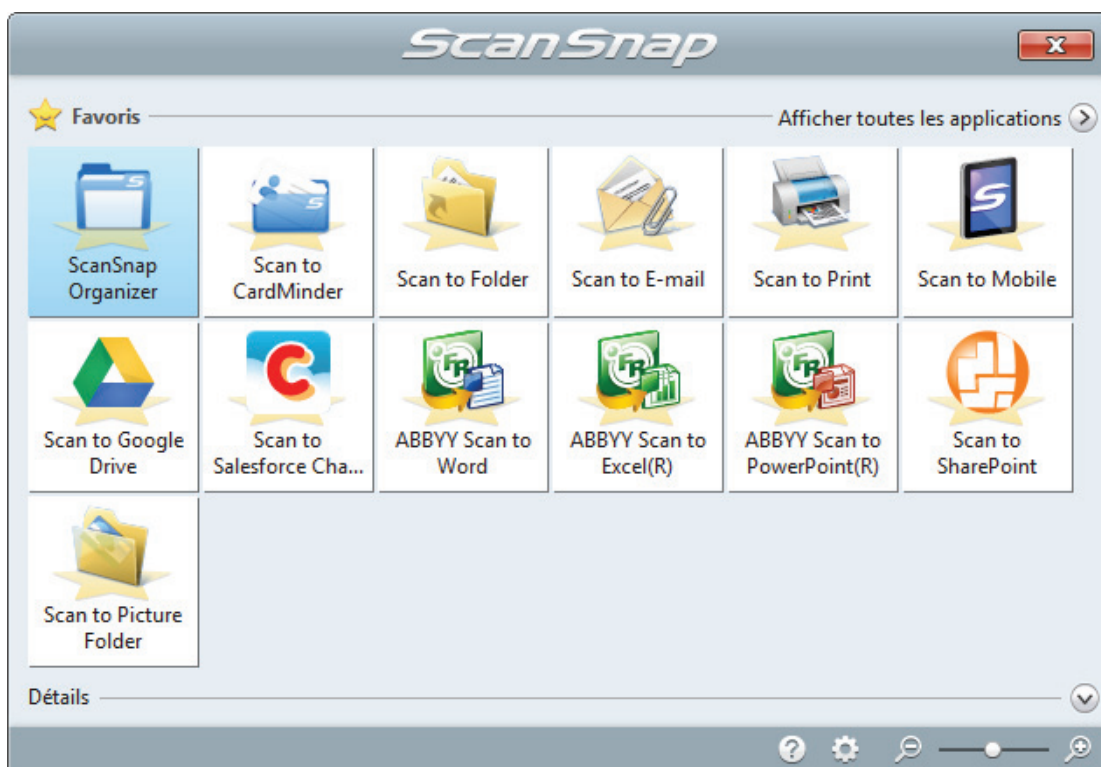 ScanSnap
Favoris
Afficher toutes les applications
ScanSnap
Organizer
Scan to
CardMinder
Scan to Folder
Scan to E-mail
Scan to Print
Scan to Mobile
Scan to Google
Drive
Scan to
Salesforce Cha...
ABBYY Scan to
Word
ABBYY Scan to
Excel(R)
ABBYY Scan to
PowerPoint(R)
Scan to
SharePoint
Scan to Picture
Folder
Détails